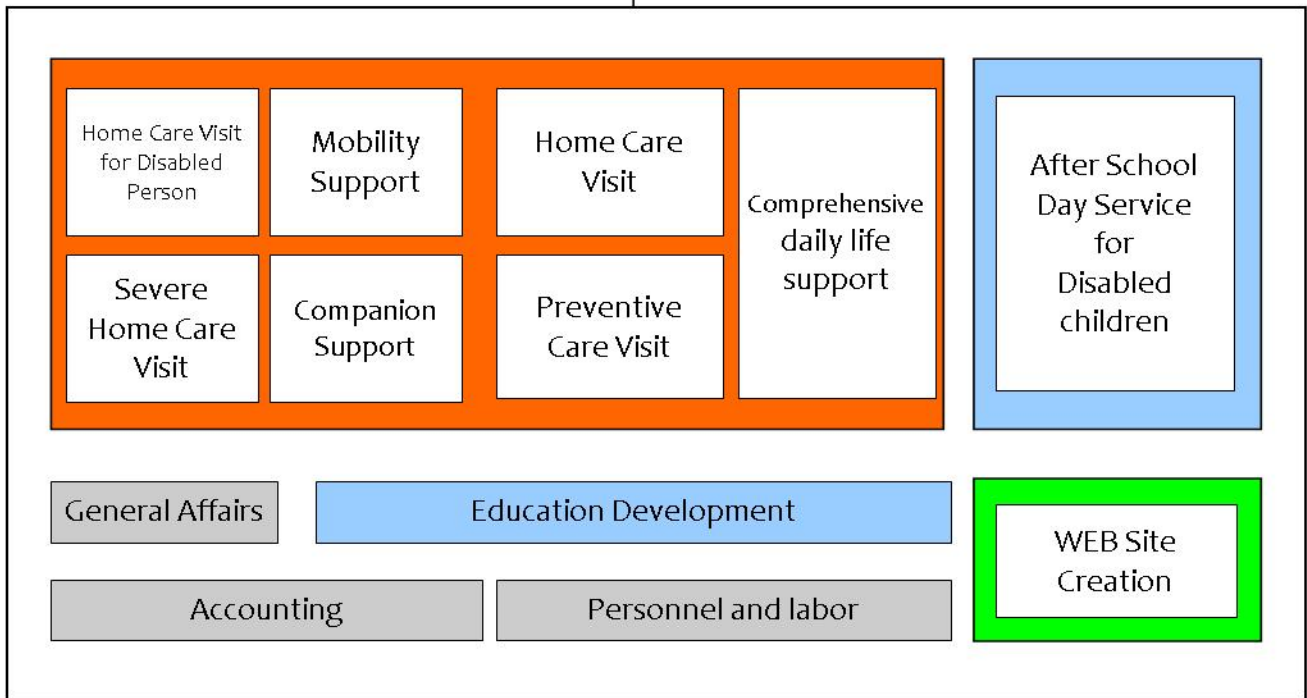 Home Care Visit
for Disabled
Person
Mobility
Support
Home Care
Visit
Comprehensive
daily life
support
After School
Day Service
for
Disabled
children
Severe
Home Care
Visit
Companion
Support
Preventive
Care Visit
General Affairs
Education Development
WEB Site
Creation
Accounting
Personnel and labor